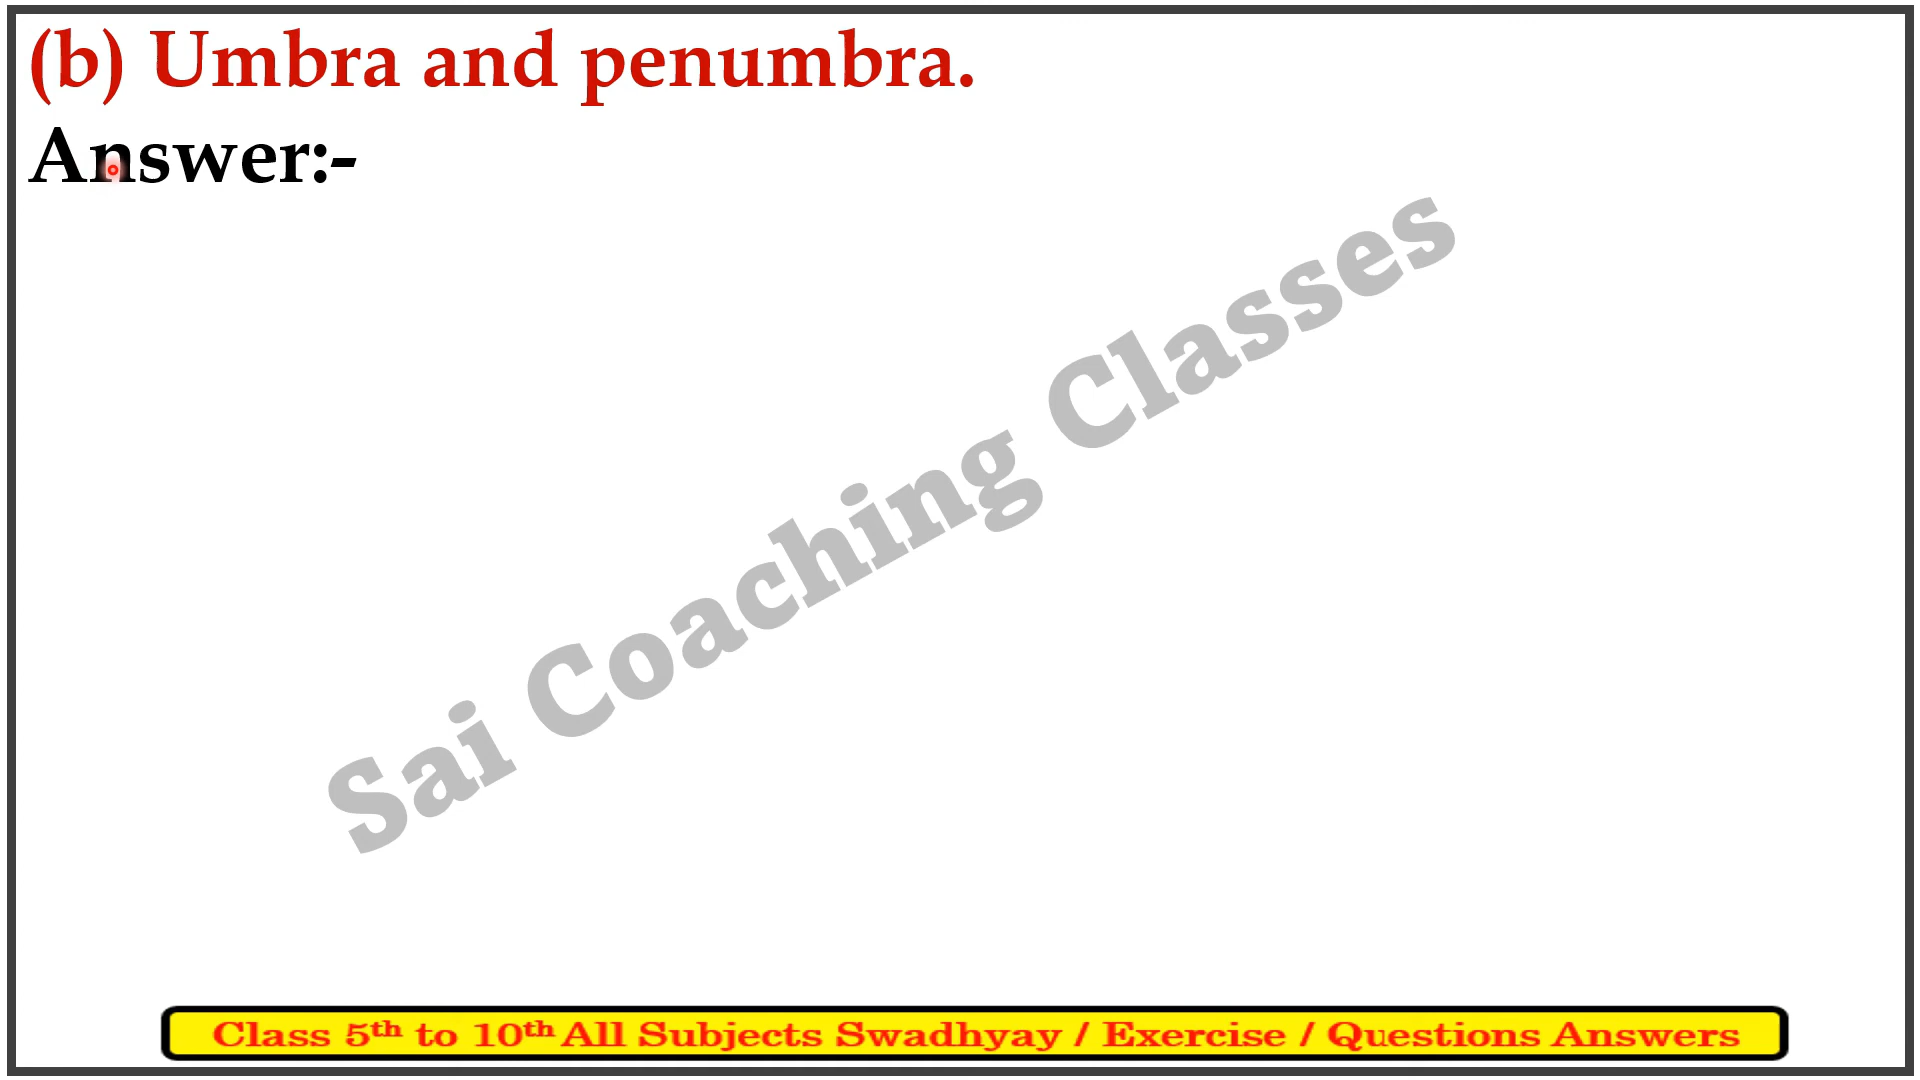 (b) Umbra and penumbra.
Answer:-
Sai Coaching Classes
Class 5th to 10th All Subjects Swadhyay / Exercise / Questions Answers